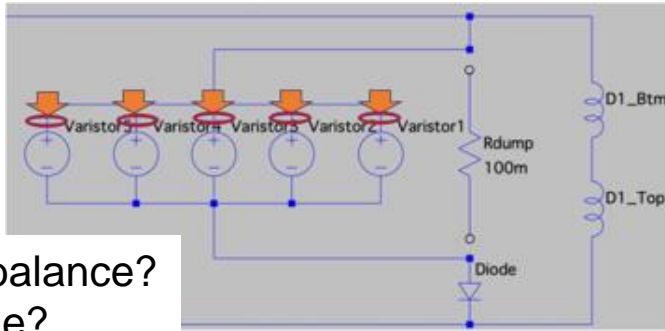 D1_Btm
Varistor5 Varistor4 Varistor3 Varistor2 Varistor1
Rdump
100m
D1_Top
Diode
balance?
e?